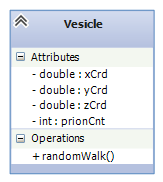 Vesicle
Attributes
- double : xCrd
- double : yCrd
- double : zCrd
- int : prionCnt
Operations
+ randomWalk()